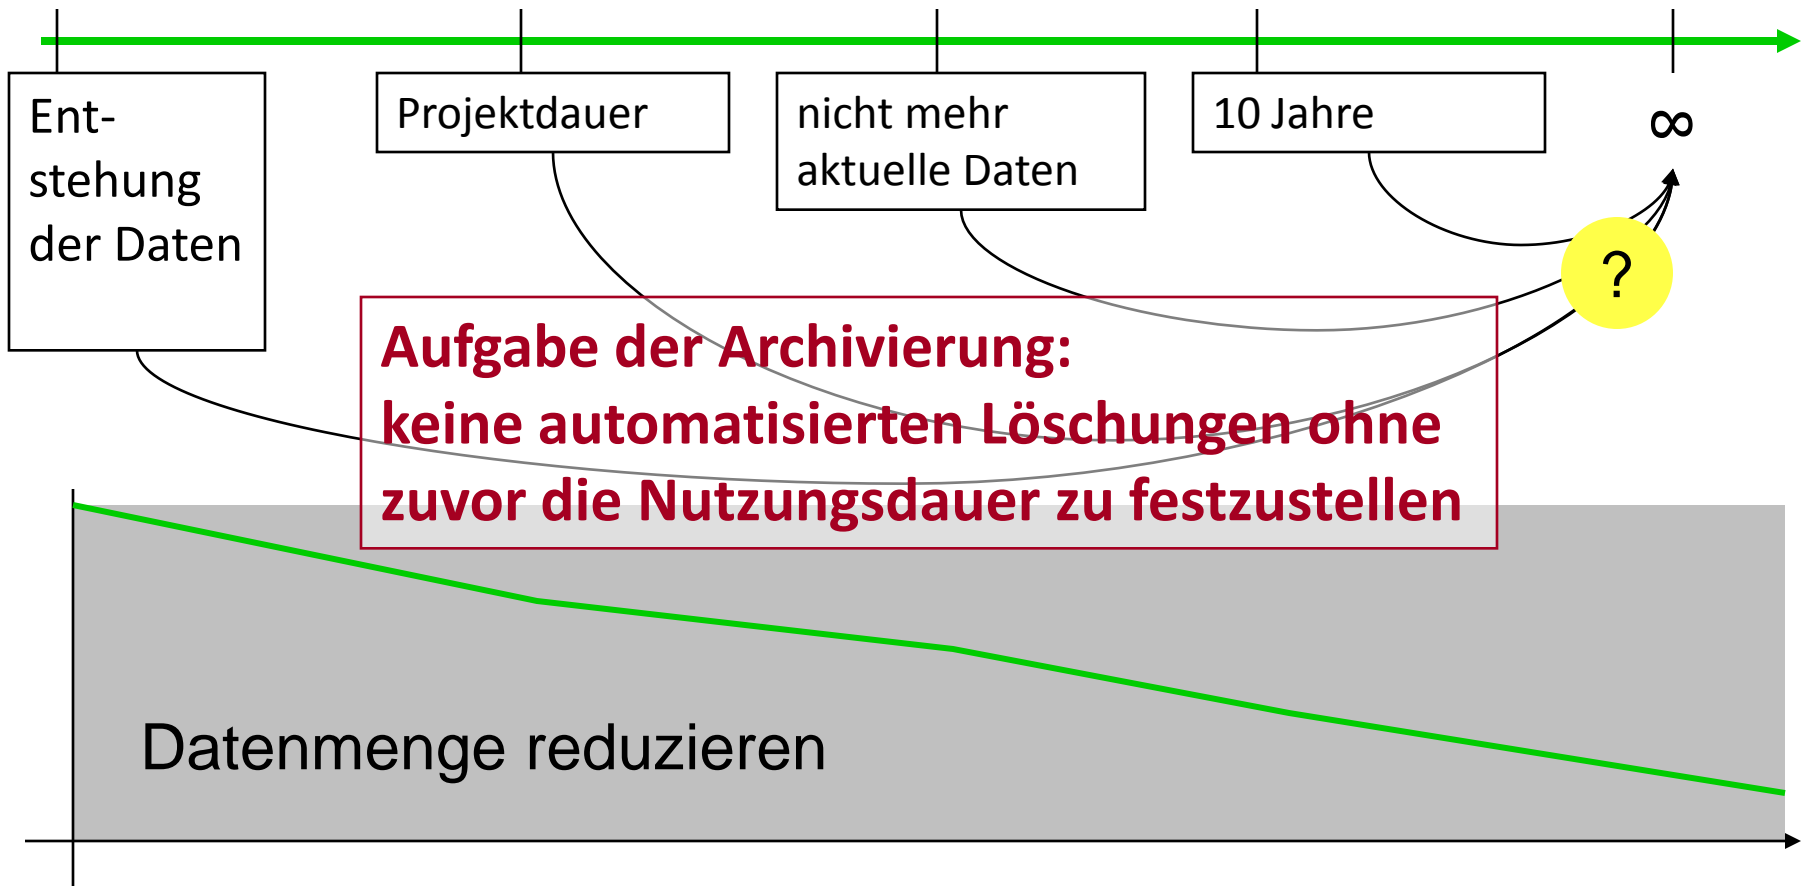 Ent-
stehung
der Daten
Projektdauer
nicht mehr
aktuelle Daten
10 Jahre
∞
?
Aufgabe der Archivierung:
keine automatisierten Löschungen ohne
zuvor die Nutzungsdauer zu festzustellen
Datenmenge reduzieren